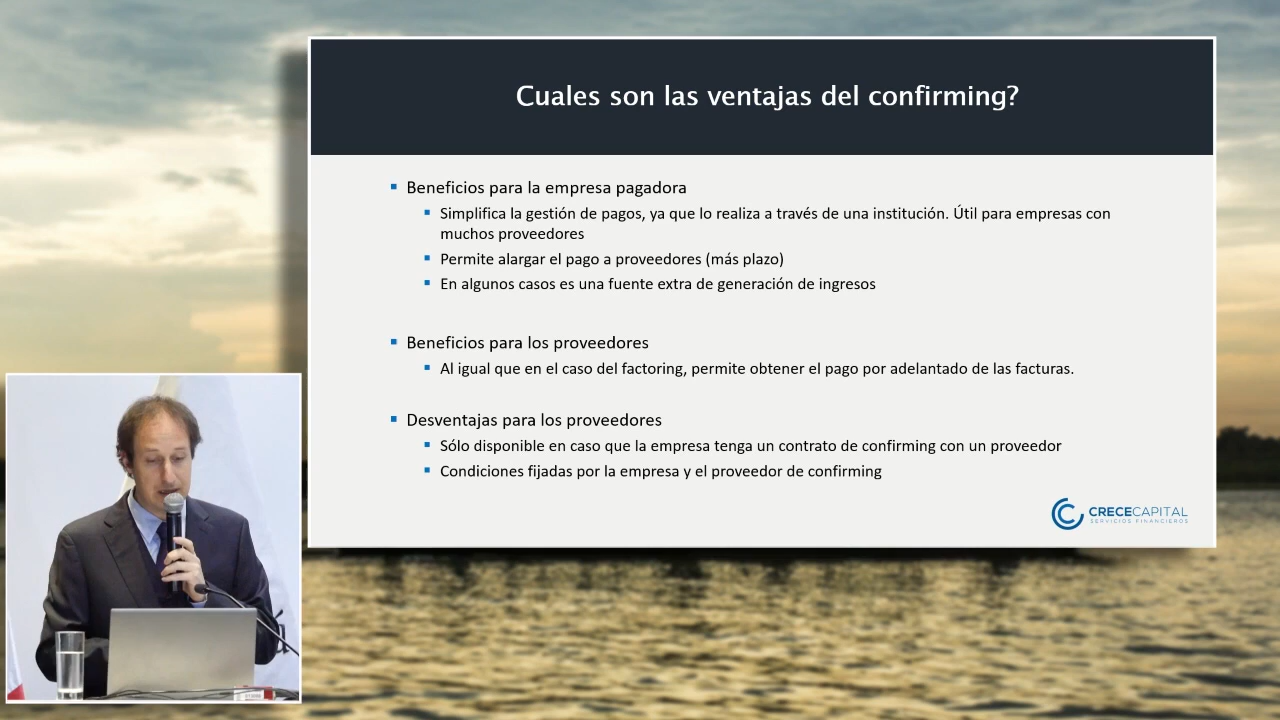 Cuales son las ventajas del confirming?
Beneficios para la empresa pagadora
Simplifica la gestión de pagos, ya que lo realiza a través de una institución. Útil para empresas con
muchos proveedores
Permite alargar el pago a proveedores (más plazo)
En algunos casos es una fuente extra de generación de ingresos
Beneficios para los proveedores
Al igual que en el caso del factoring, permite obtener el pago por adelantado de las facturas.
Desventajas para los proveedores
Sólo disponible en caso que la empresa tenga un contrato de confirming con un proveedor
Condiciones fijadas por la empresa y el proveedor de confirming
CRECECAPITAL
SERVICIOS FINANCIEROS